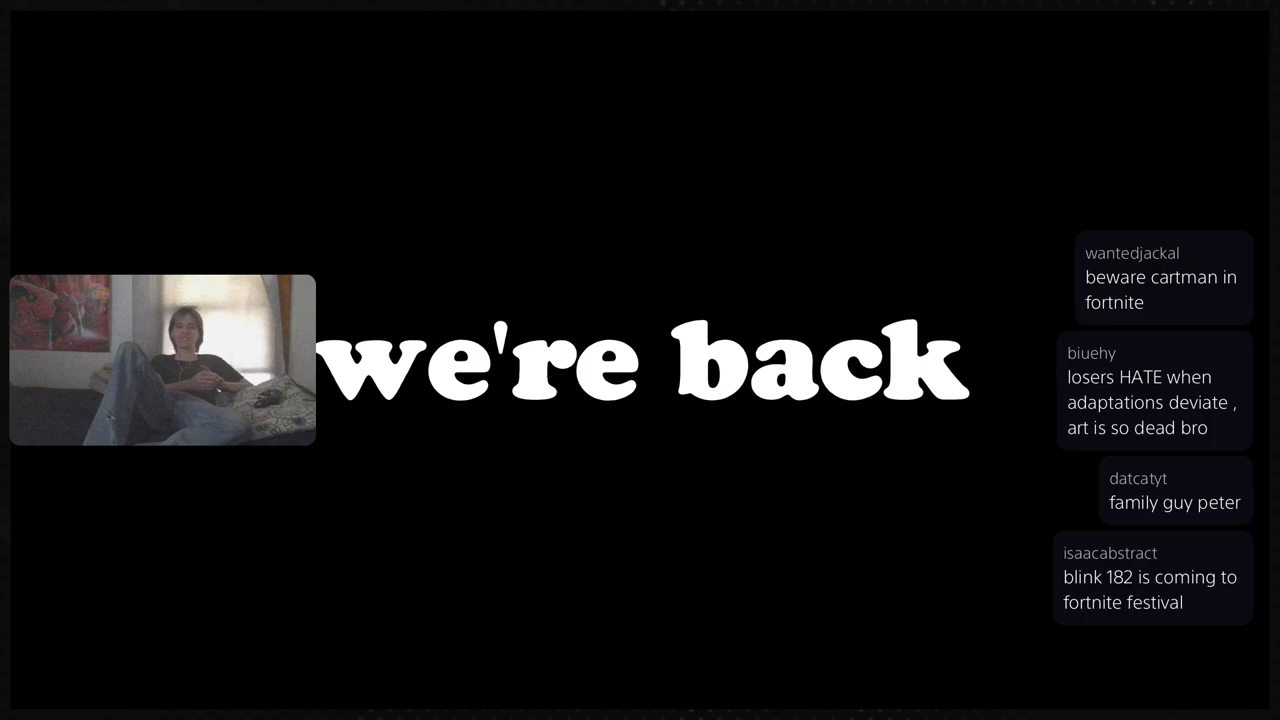 we're back
wantedjackal
beware cartman in
fortnite
biuehy
losers HATE when
adaptations deviate ,
art is so dead bro
datcatyt
family guy peter
isaacabstract
blink 182 is coming to
fortnite festival